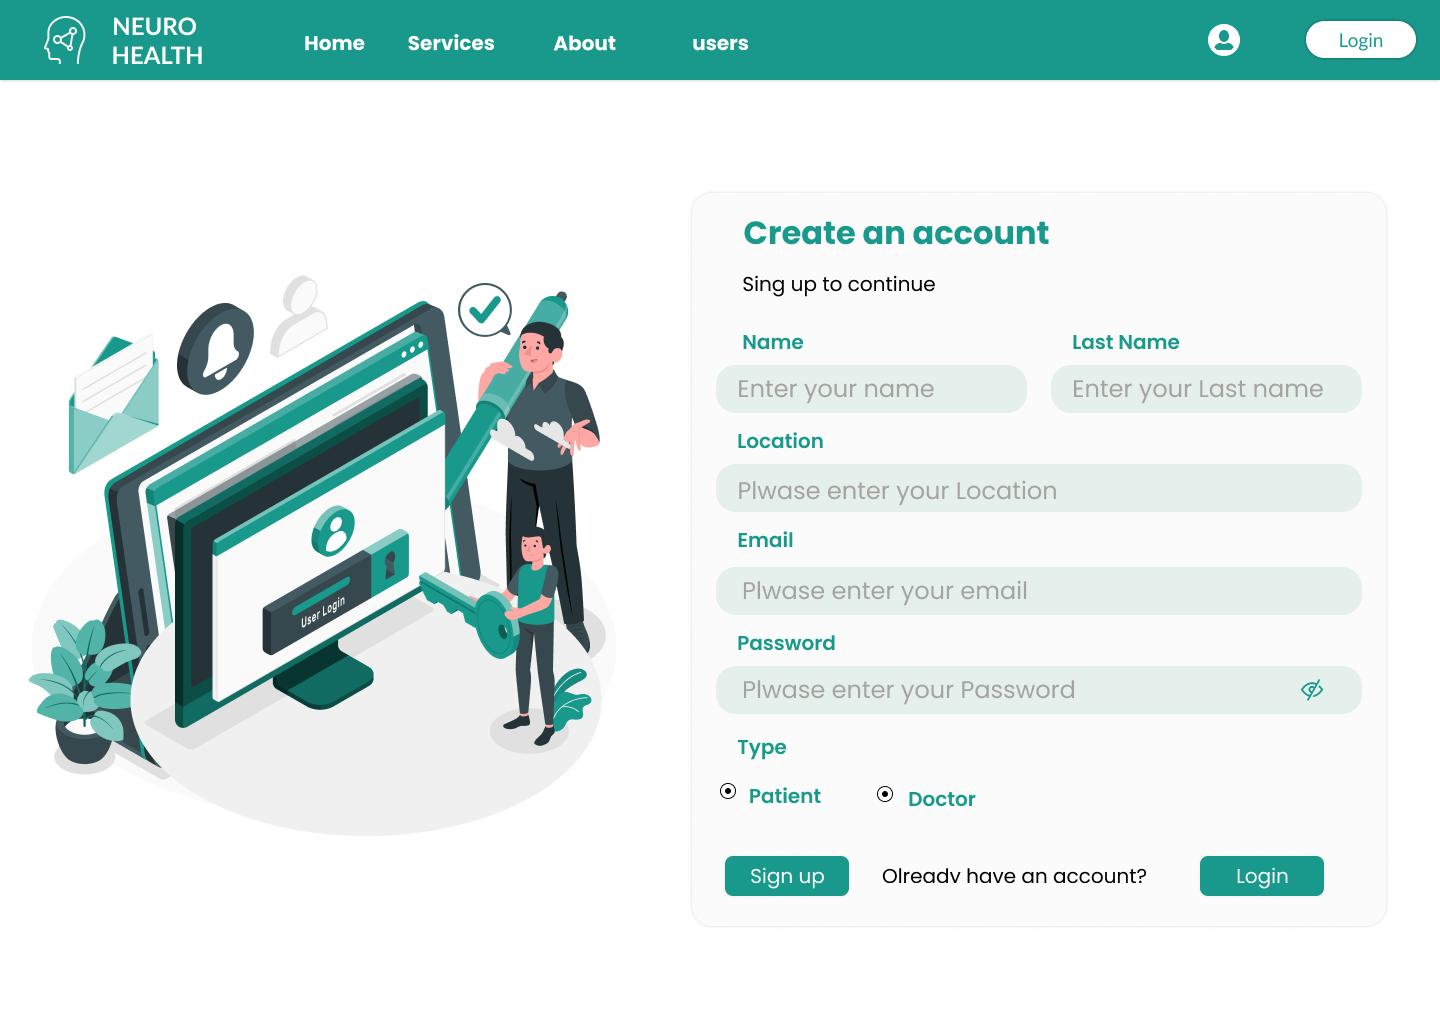 NEURO
HEALTH
Home Services About users
Login
Create an account
Sing up to continue
Name Last Name
Enter your name Enter your Last name
Location
Plwase enter your Location
Email
Plwase enter your email
Password
Plwase enter your Password
Type
Patient Doctor
Sign up Olready have an account? Login
User Login